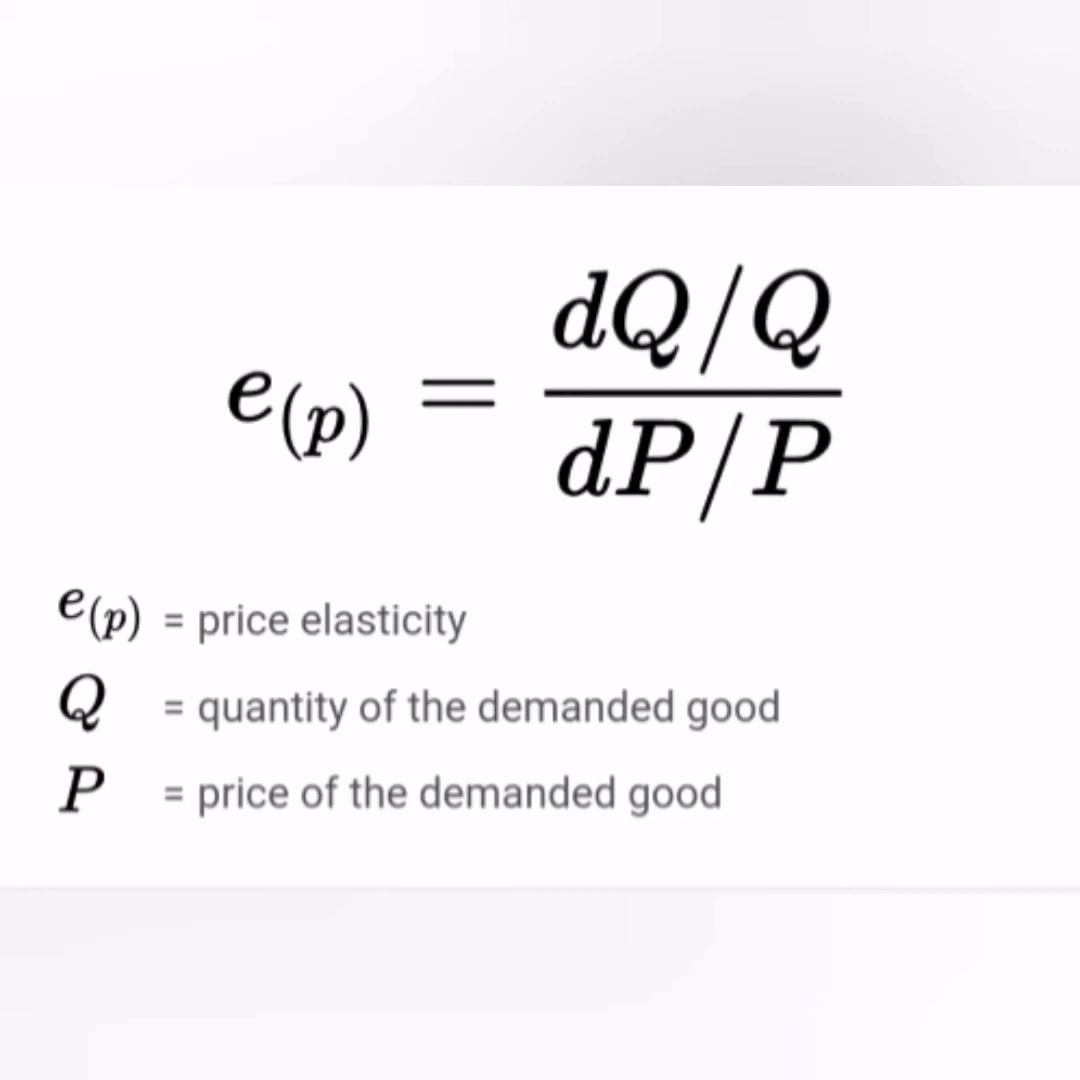 e(p) = dQ/Q
dP/P
e(p) = price elasticity
Q = quantity of the demanded good
P = price of the demanded good